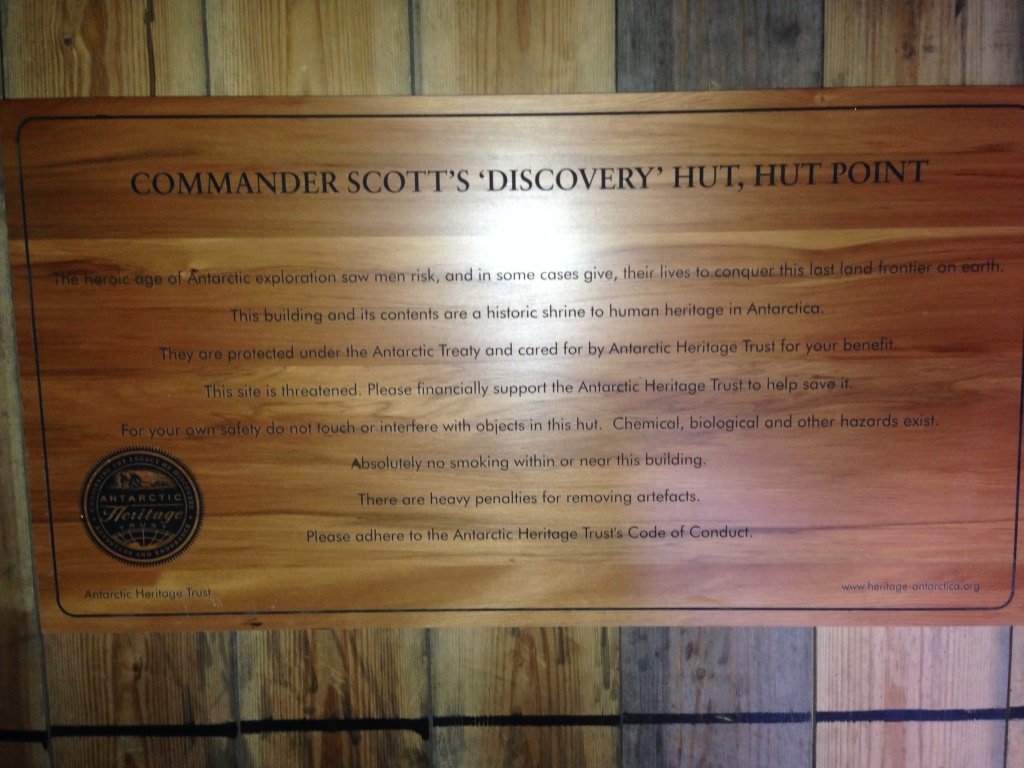 COMMANDER SCOTT'S 'DISCOVERY' HUT, HUT POINT
The heroic age of Antarctic exploration saw men risk, and in some cases give, their lives to conquer this last land frontier on earth.
This building and its contents are a historic shrine to human heritage in Antarctica.
They are protected under the Antarctic Treaty and cared for by Antarctic Heritage Trust for your benefit.
This site is threatened. Please financially support the Antarctic Heritage Trust to help save it.
For your own safety do not touch or interfere with objects in this hut. Chemical, biological and other hazards exist.
Absolutely no smoking within or near this building.
There are heavy penalties for removing artefacts.
Please adhere to the Antarctic Heritage Trust's Code of Conduct.
ANTARCTIC
Heritage
TRUST
Antarctic Heritage Trust
www.heritage-antarctica.org